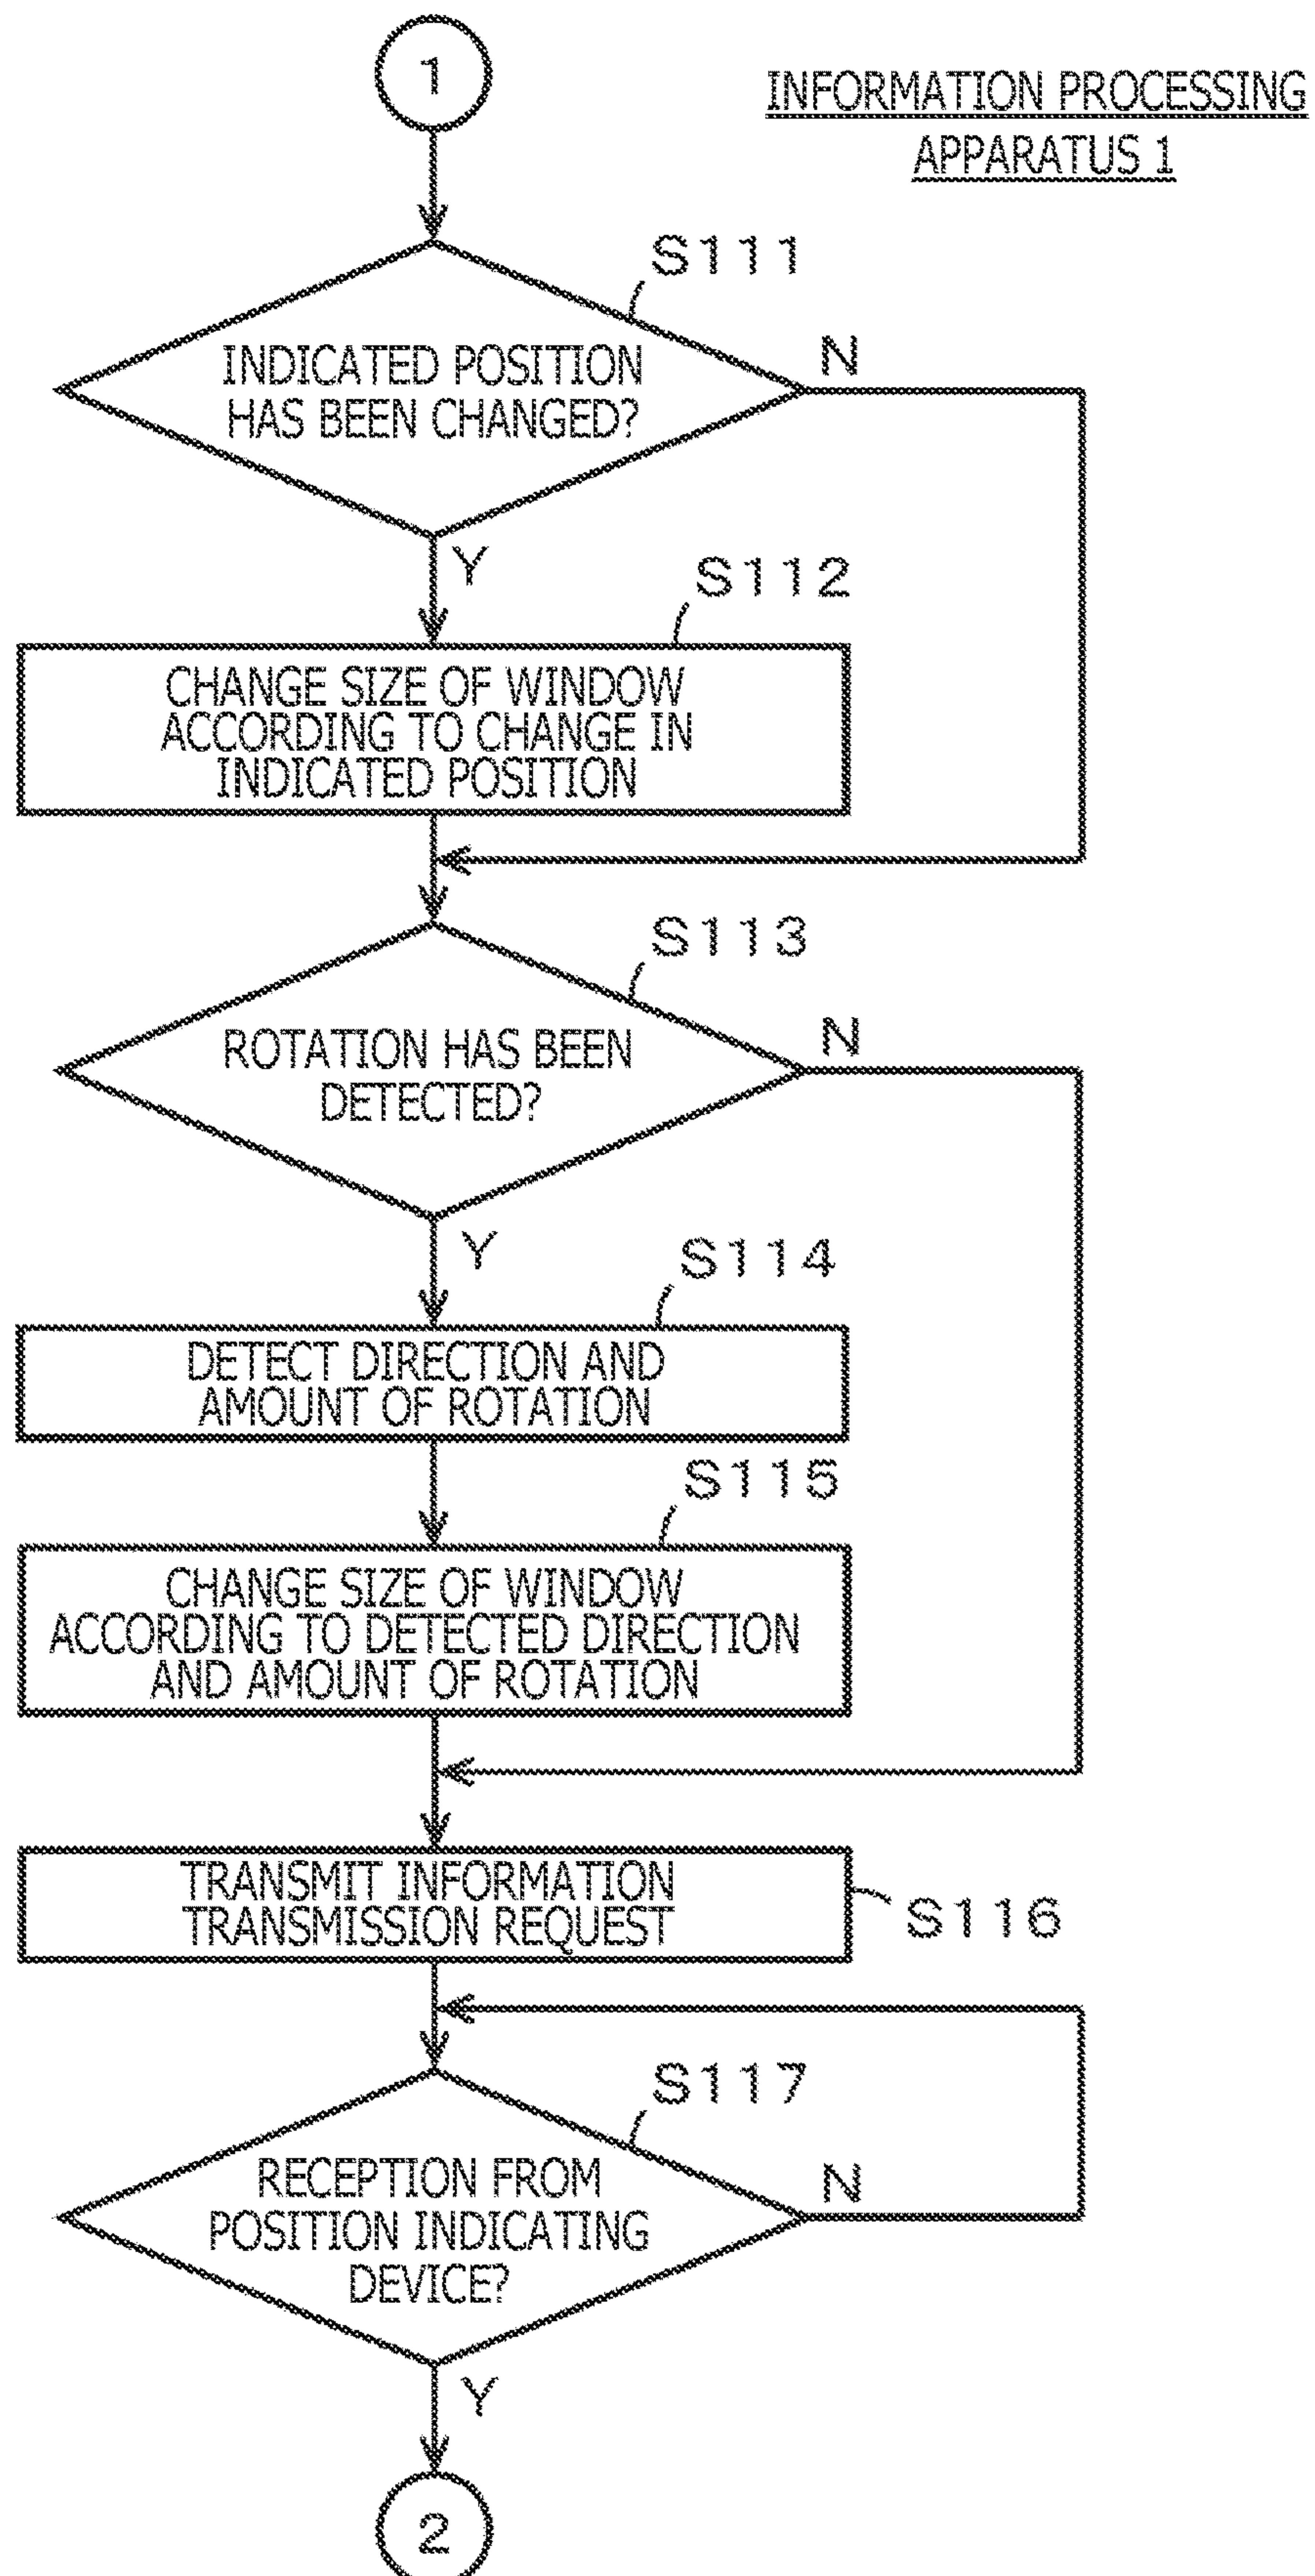 1
INFORMATION PROCESSING
APPARATUS 1
S111
INDICATED POSITION
HAS BEEN CHANGED?
N
Y
S112
CHANGE SIZE OF WINDOW
ACCORDING TO CHANGE IN
INDICATED POSITION
S113
ROTATION HAS BEEN
DETECTED?
N
Y
S114
DETECT DIRECTION AND
AMOUNT OF ROTATION
S115
CHANGE SIZE OF WINDOW
ACCORDING TO DETECTED DIRECTION
AND AMOUNT OF ROTATION
TRANSMIT INFORMATION
TRANSMISSION REQUEST
S116
S117
RECEPTION FROM
POSITION INDICATING
DEVICE?
N
Y
2